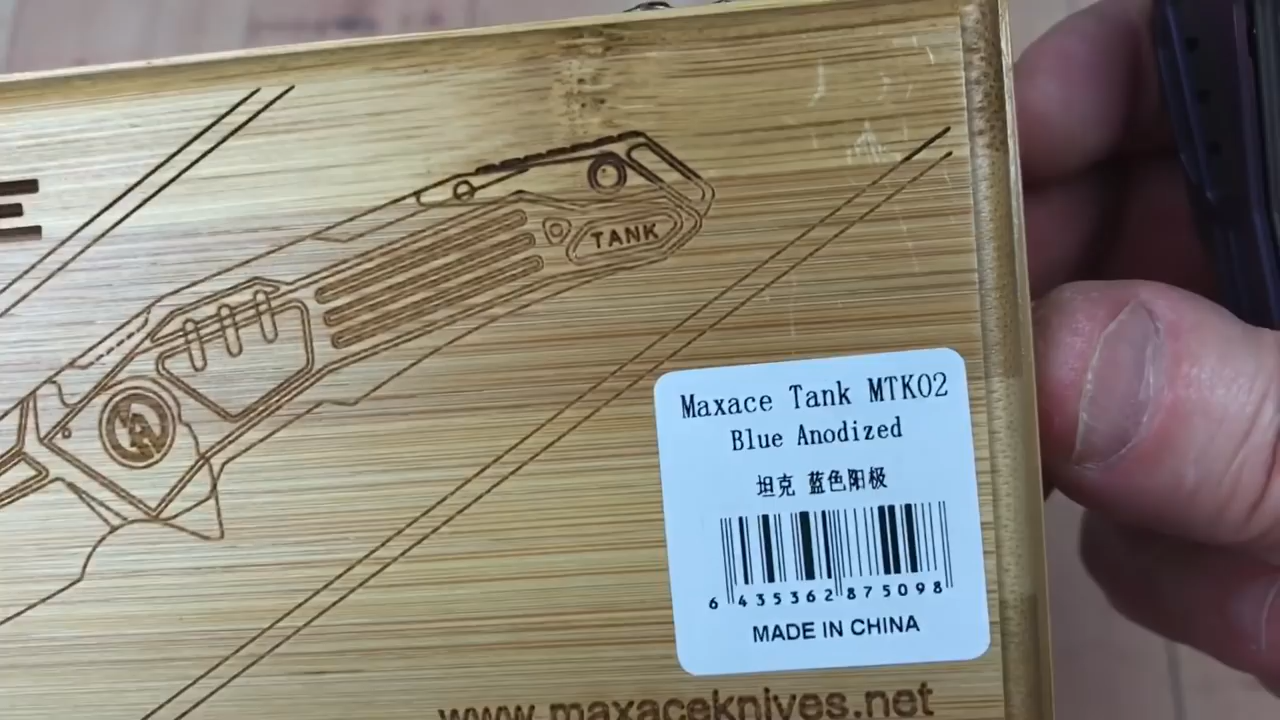 E
TANK
Maxace Tank MTK02
Blue Anodized
坦克 蓝色阳极
6 435362 875098
MADE IN CHINA
www.maxaceknives.net